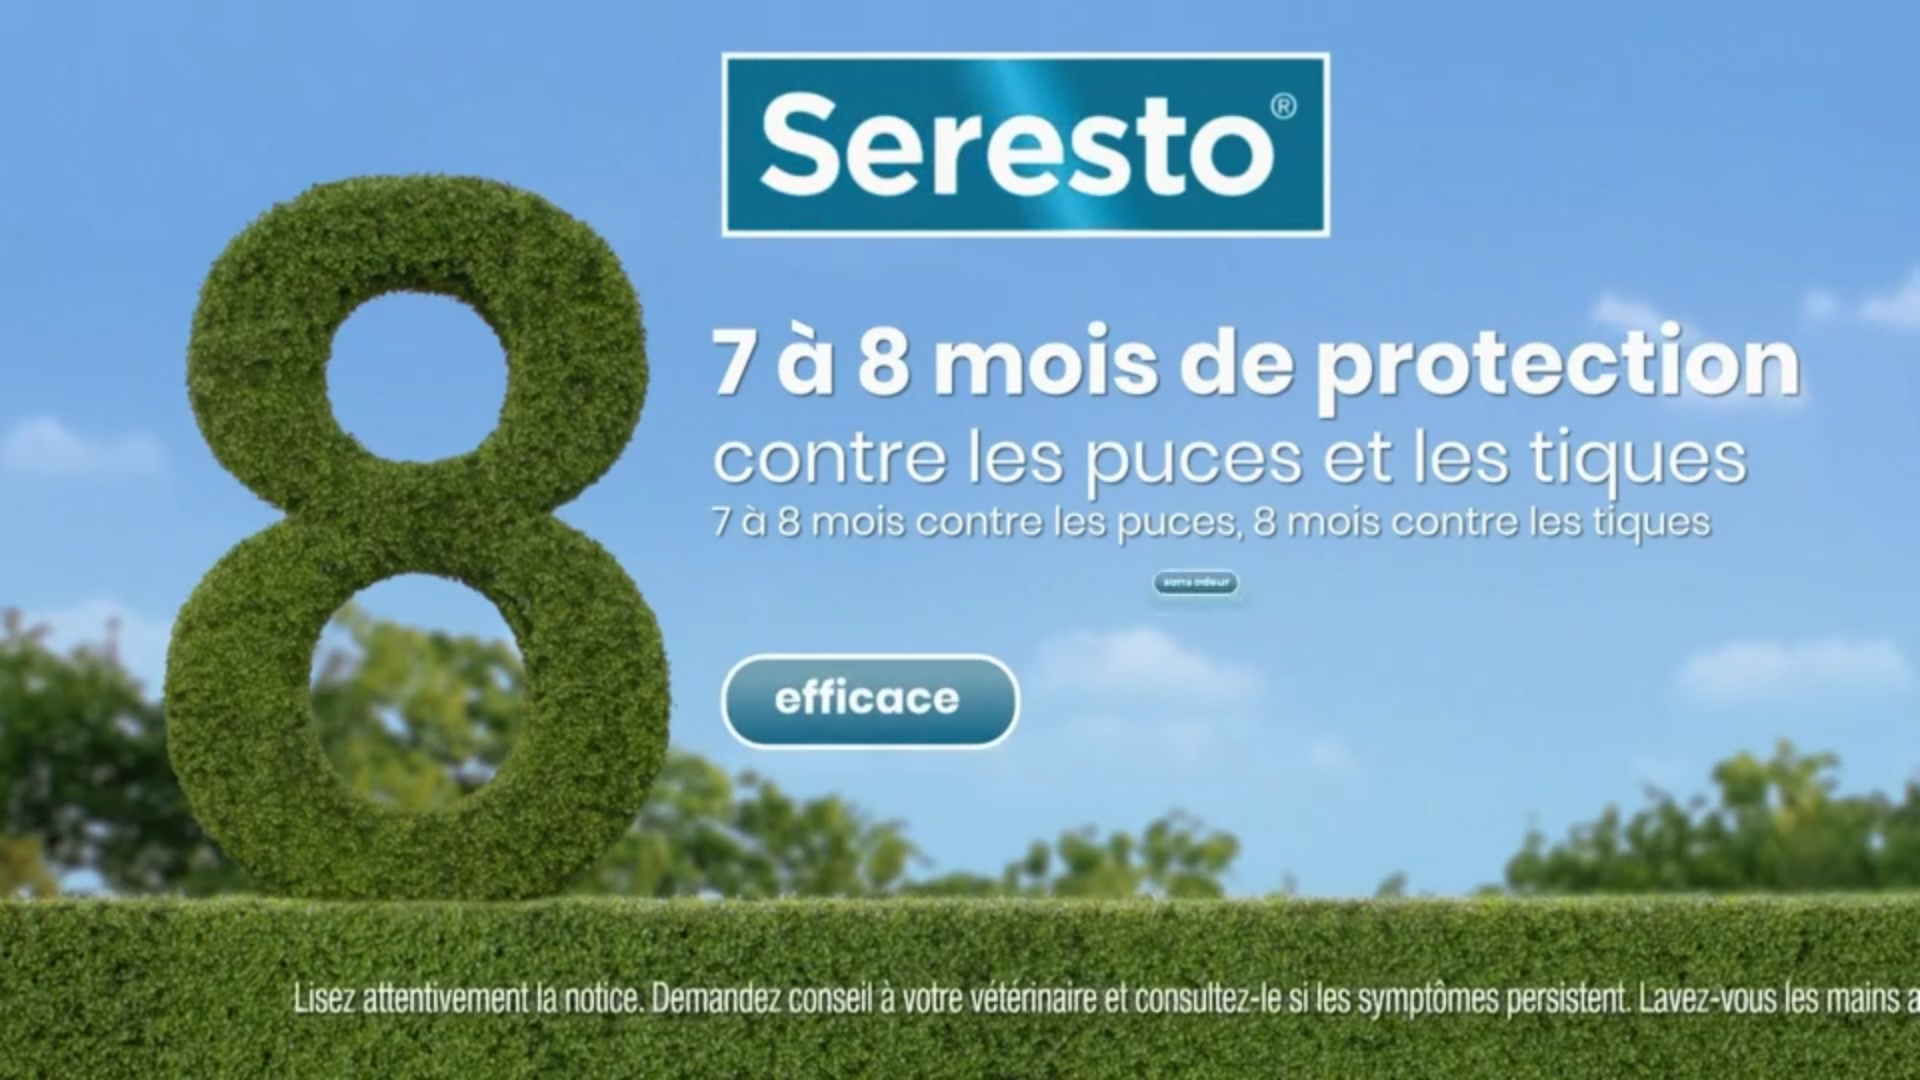 Seresto®
7 à 8 mois de protection
contre les puces et les tiques
7 à 8 mois contre les puces, 8 mois contre les tiques
sans odeur
efficace
Lisez attentivement la notice. Demandez conseil à votre vétérinaire et consultez-le si les symptômes persistent. Lavez-vous les mains a